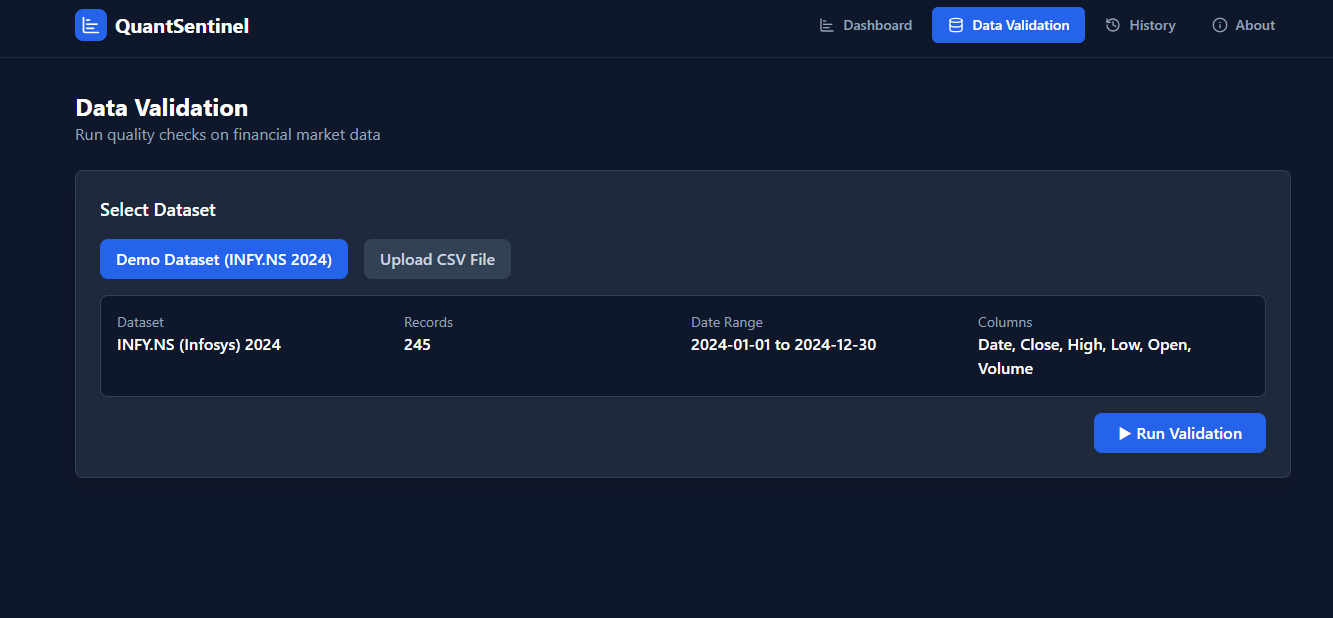 QuantSentinel
Dashboard
Data Validation
History
About
Data Validation
Run quality checks on financial market data
Select Dataset
Demo Dataset (INFY.NS 2024)
Upload CSV File
Dataset
INFY.NS (Infosys) 2024
Records
245
Date Range
2024-01-01 to 2024-12-30
Columns
Date, Close, High, Low, Open,
Volume
▶ Run Validation